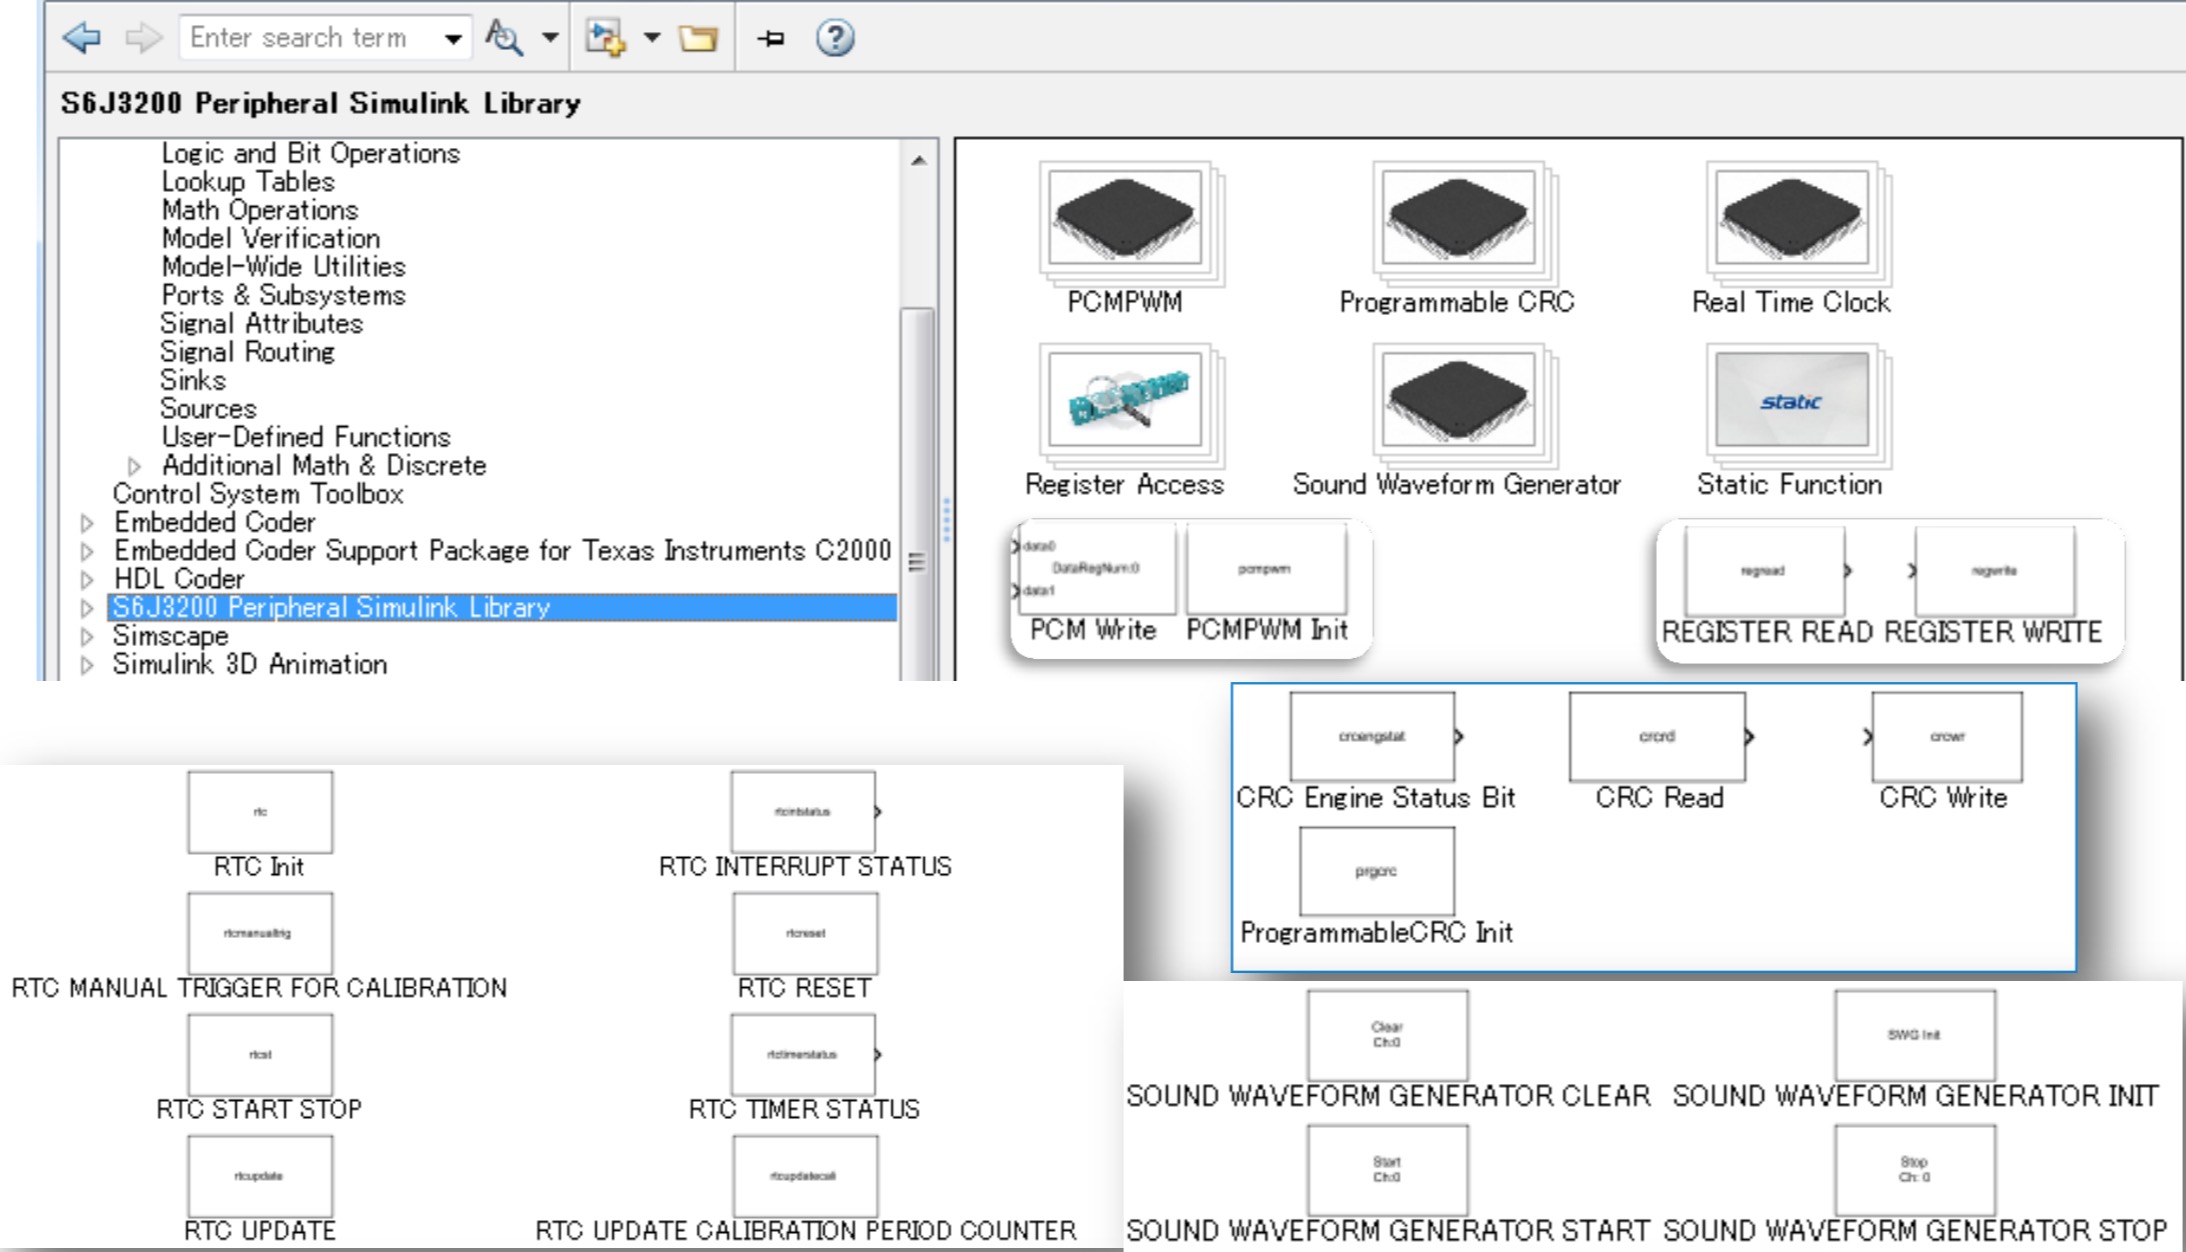 Enter search term
S6J3200 Peripheral Simulink Library
Logic and Bit Operations
Lookup Tables
Math Operations
Model Verification
Model-Wide Utilities
Ports & Subsystems
Signal Attributes
Signal Routing
Sinks
Sources
User-Defined Functions
Additional Math & Discrete
Control System Toolbox
Embedded Coder
Embedded Coder Support Package for Texas Instruments C2000
HDL Coder
S6J3200 Peripheral Simulink Library
Simscape
Simulink 3D Animation
PCMPWM
Programmable CRC
Real Time Clock
static
Register Access
Sound Waveform Generator
Static Function
data0
DataRegNum:0
data1
PCM Write
pcmpwm
PCMPWM Init
regread
REGISTER READ
regwrite
REGISTER WRITE
crcengstat
CRC Engine Status Bit
crcrd
CRC Read
crcwr
CRC Write
prgcrc
ProgrammableCRC Init
rtc
RTC Init
rtcintstatus
RTC INTERRUPT STATUS
rtcmanualtrig
RTC MANUAL TRIGGER FOR CALIBRATION
rtcreset
RTC RESET
rtcst
RTC START STOP
rtctimerstatus
RTC TIMER STATUS
rtcupdate
RTC UPDATE
rtcupdatecali
RTC UPDATE CALIBRATION PERIOD COUNTER
Clear
Ch:0
SOUND WAVEFORM GENERATOR CLEAR
SWG Init
SOUND WAVEFORM GENERATOR INIT
Start
Ch:0
SOUND WAVEFORM GENERATOR START
Stop
Ch: 0
SOUND WAVEFORM GENERATOR STOP